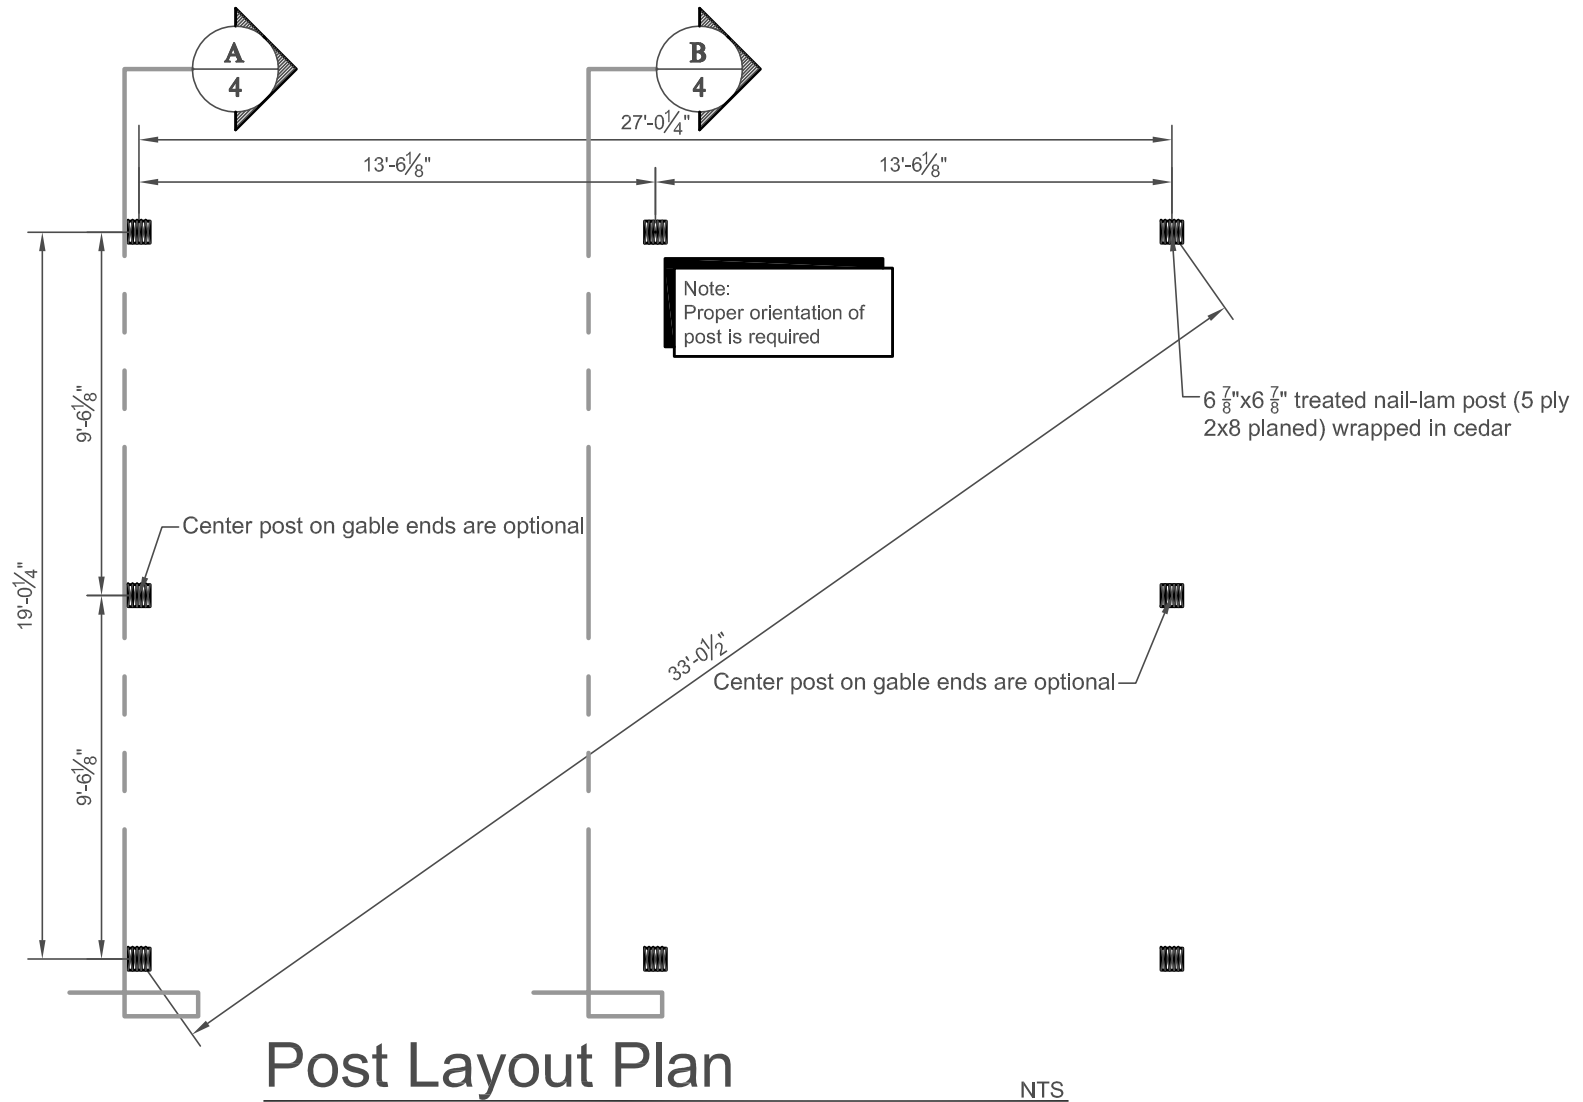 A
4
B
4
27'-0¼"
13'-6⅛"
13'-6⅛"
Note:
Proper orientation of
post is required
6 ⅞"x6 ⅞" treated nail-lam post (5 ply
2x8 planed) wrapped in cedar
9'-6⅛"
Center post on gable ends are optional
19'-0¼"
33'-0½"
Center post on gable ends are optional
9'-6⅛"
Post Layout Plan
NTS